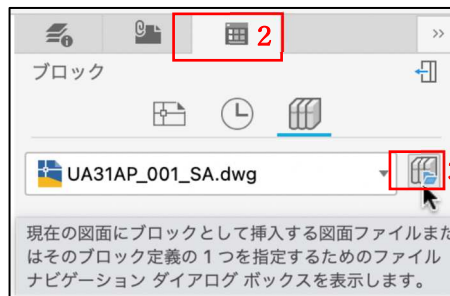 2
>>
ブロック
UA31AP_001_SA.dwg
現在の図面にブロックとして挿入する図面ファイルまた
はそのブロック定義の1つを指定するためのファイル
ナビゲーション ダイアログ ボックスを表示します。